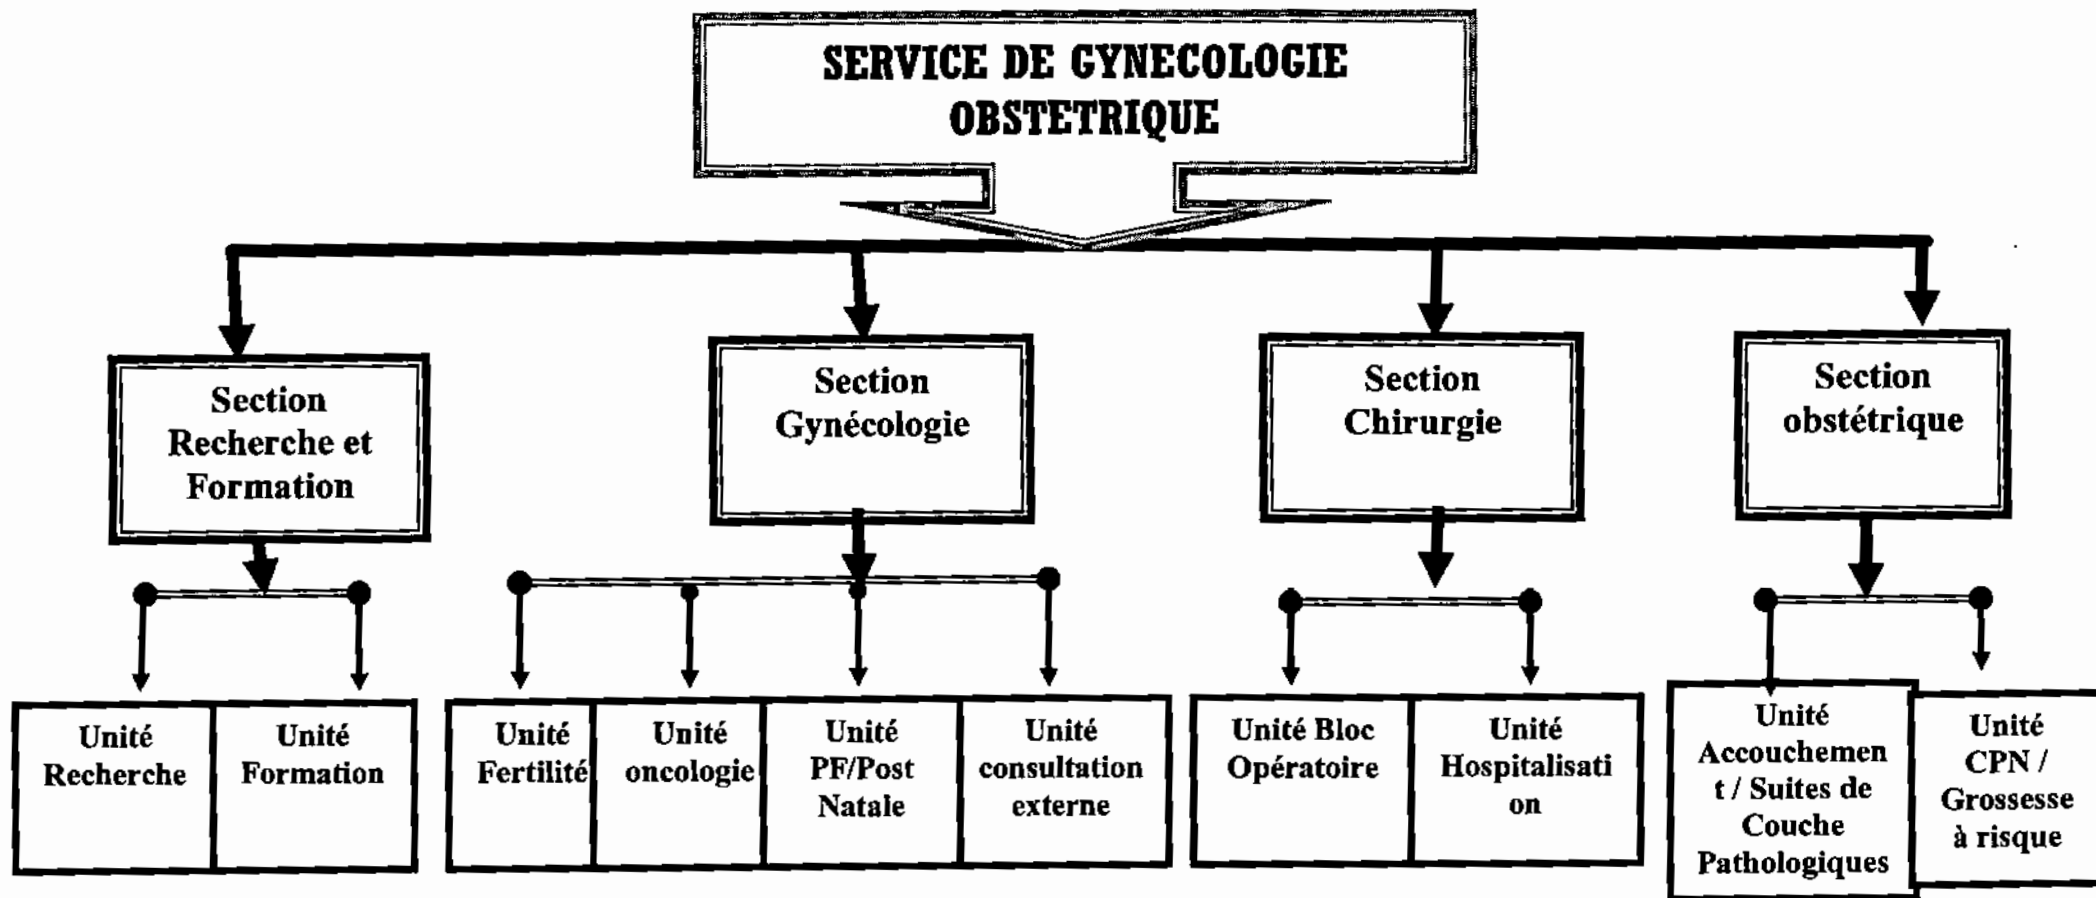 SERVICE DE GYNECOLOGIE
OBSTETRIQUE
Section
Recherche et
Formation
Section
Gynécologie
Section
Chirurgie
Section
obstétrique
Unité
Recherche
Unité
Formation
Unité
Fertilité
Unité
oncologie
Unité
PF/Post
Natale
Unité
consultation
externe
Unité Bloc
Opératoire
Unité
Hospitalisati
on
Unité
Accouchemen
t / Suites de
Couche
Pathologiques
Unité
CPN /
Grossesse
à risque